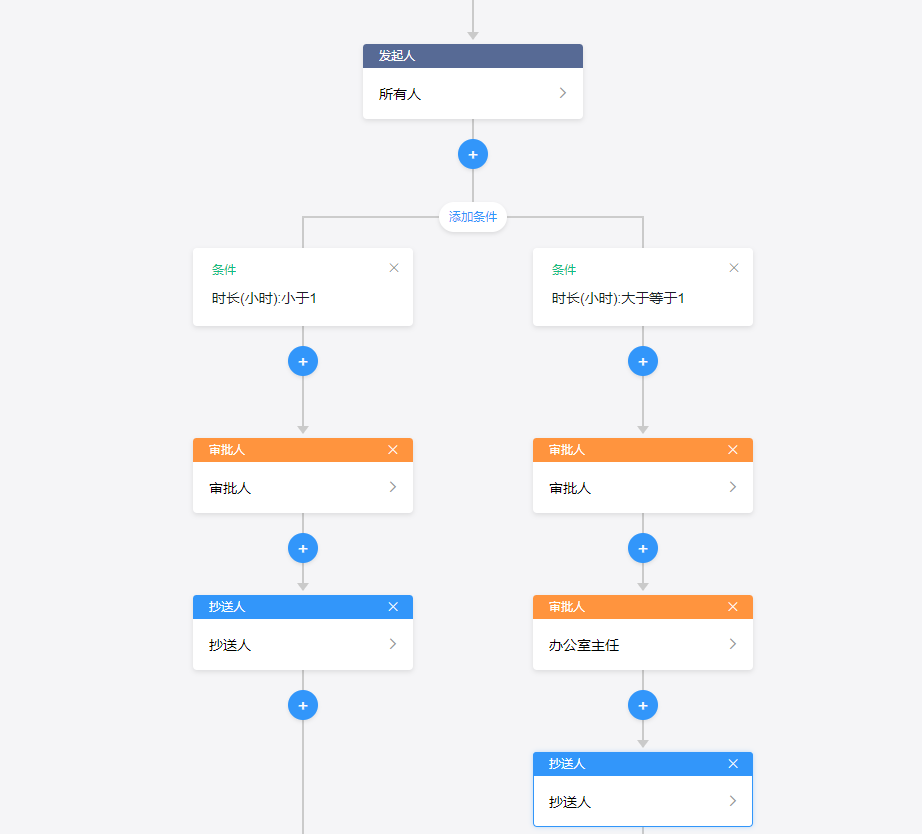 发起人
所有人
添加条件
条件
时长(小时):小于1
条件
时长(小时):大于等于1
审批人
审批人
审批人
审批人
抄送人
抄送人
审批人
办公室主任
抄送人
抄送人